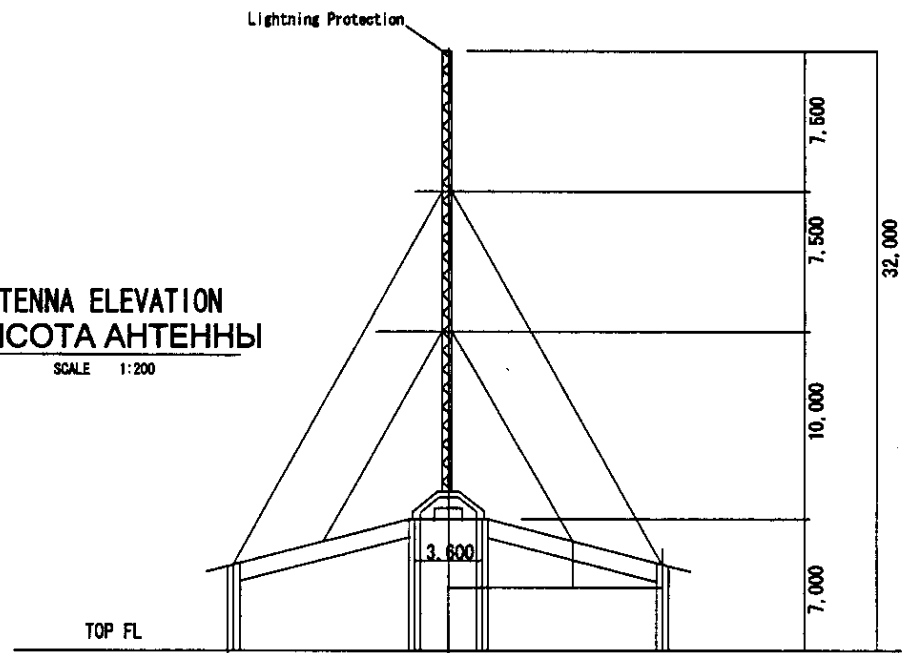 Lightning Protection
7,500
7,500
32,000
TENNA ELEVATION
СОТА АНТЕННЫ
SCALE 1:200
10,000
3,600
7,000
TOP FL